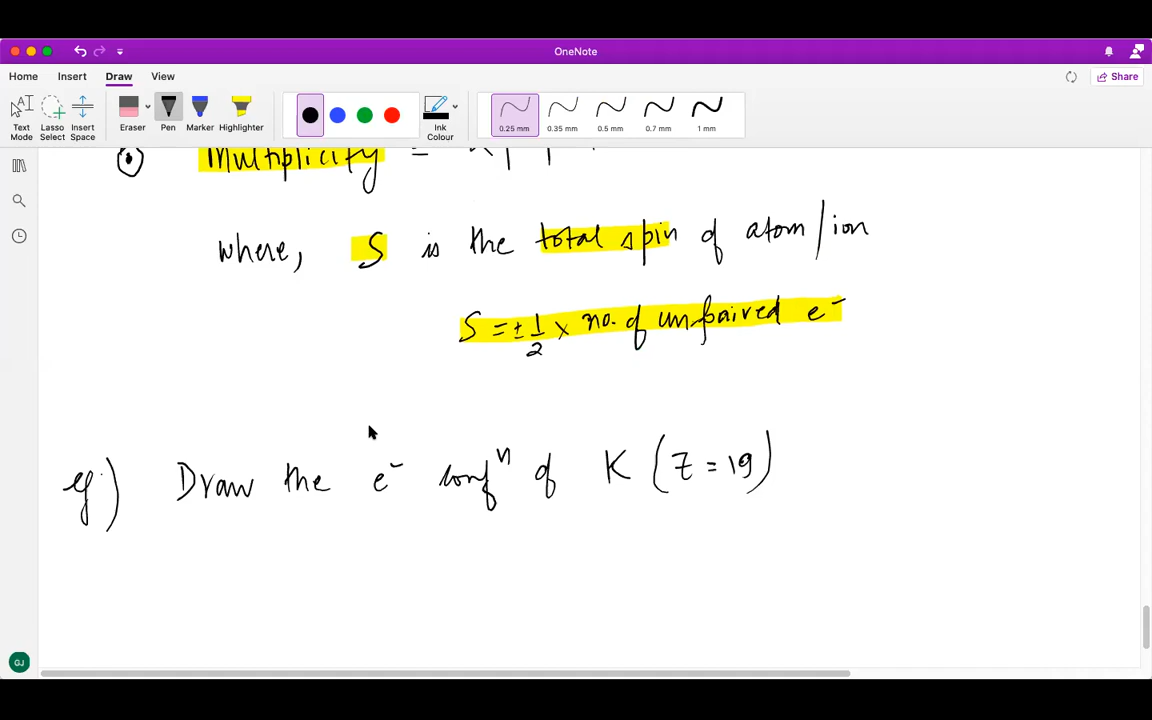 OneNote
Home Insert Draw View Share
Text Mode Lasso Select Insert Space Eraser Pen Marker Highlighter Ink Colour 0.25 mm 0.35 mm 0.5 mm 0.7 mm 1 mm
Multiplicity =
where, S is the total spin of atom/ion
S = ± 1/2 × no. of unpaired e⁻
eg.) Draw the e⁻ confⁿ of K (Z = 19)
GJ